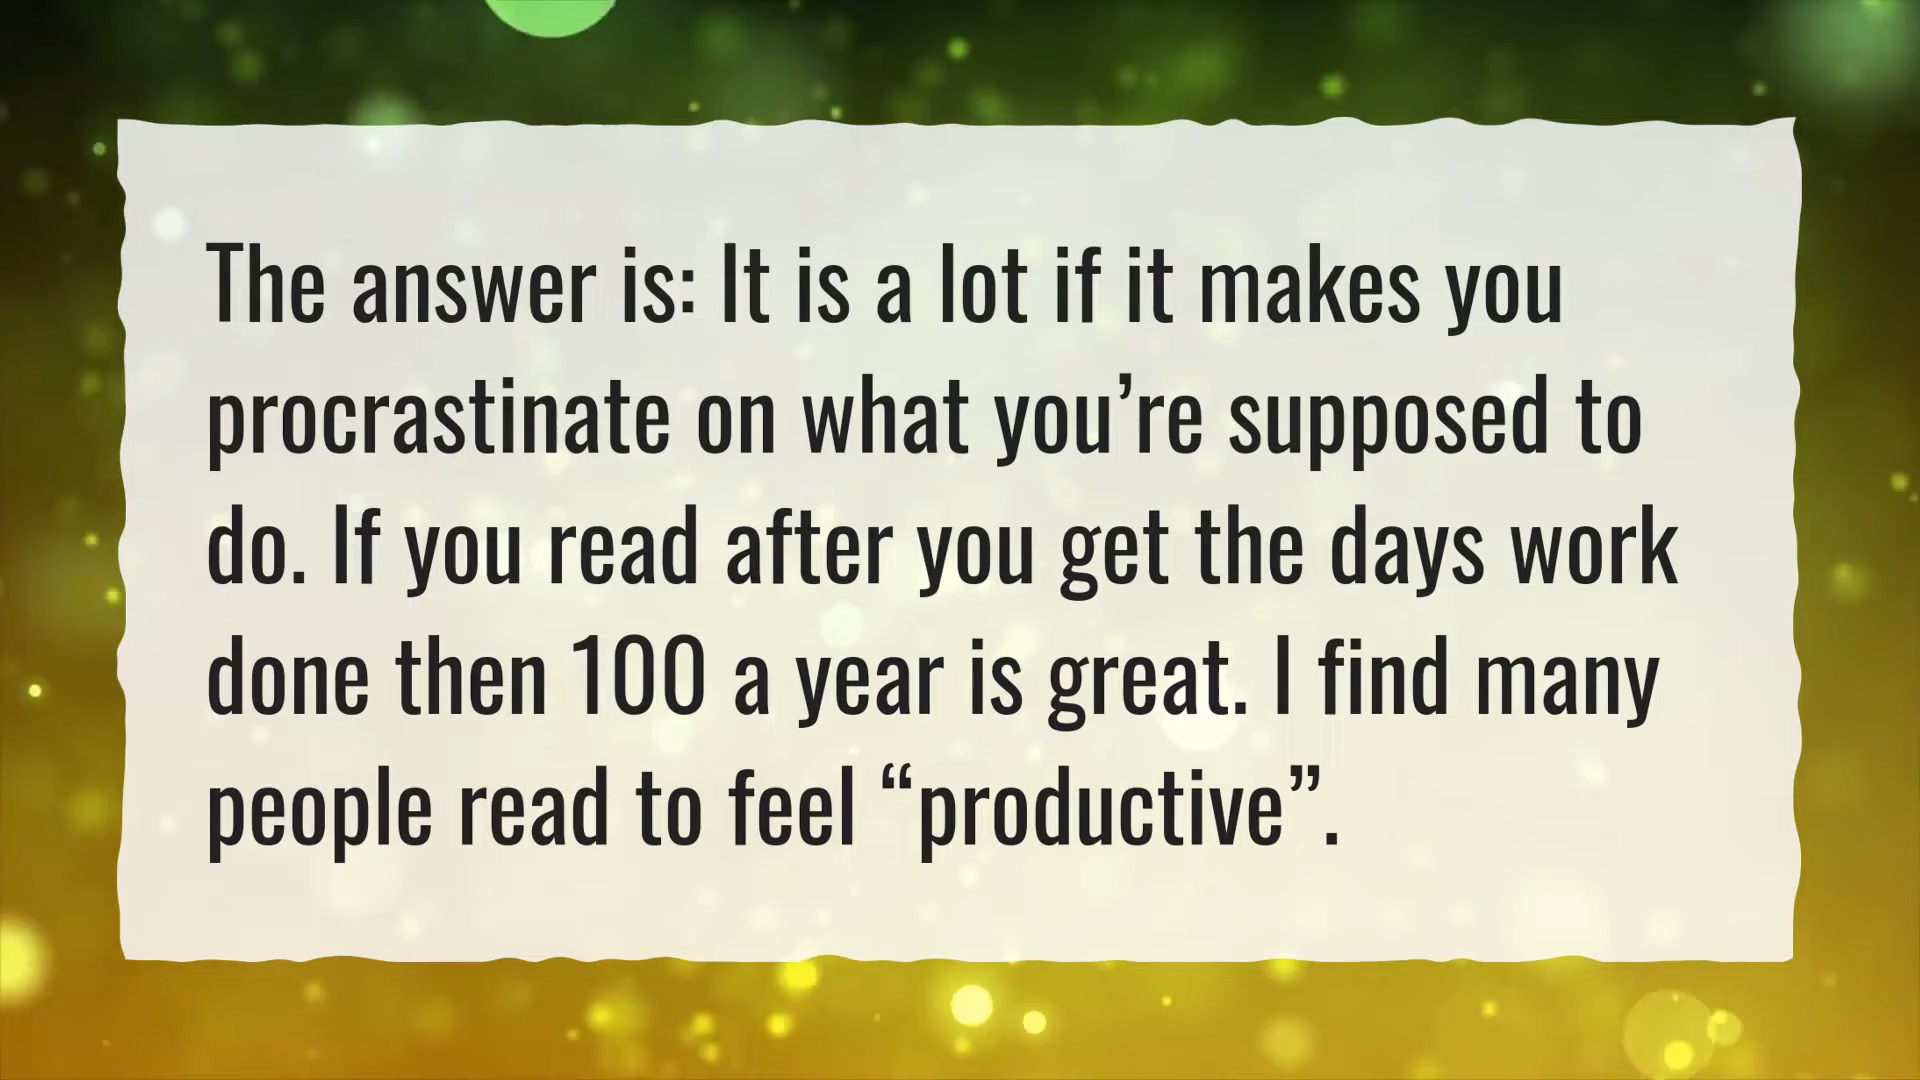 The answer is: It is a lot if it makes you
procrastinate on what you’re supposed to
do. If you read after you get the days work
done then 100 a year is great. I find many
people read to feel “productive”.